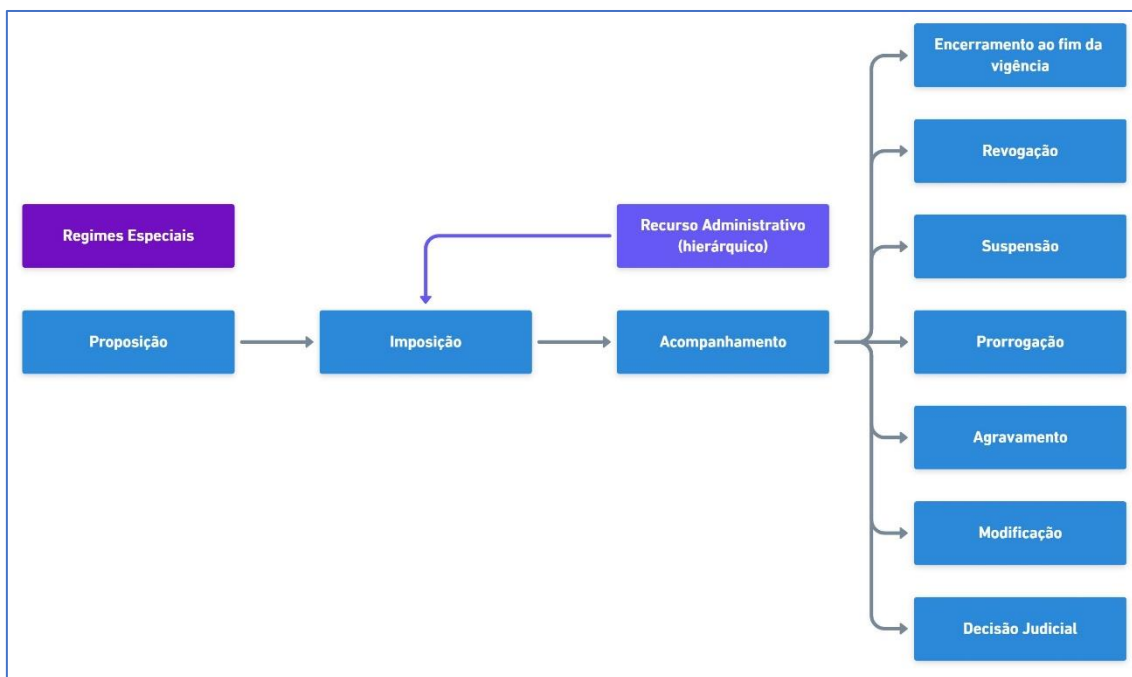 Encerramento ao fim da
vigência
Revogação
Regimes Especiais
Recurso Administrativo
(hierárquico)
Suspensão
Proposição
Imposição
Acompanhamento
Prorrogação
Agravamento
Modificação
Decisão Judicial